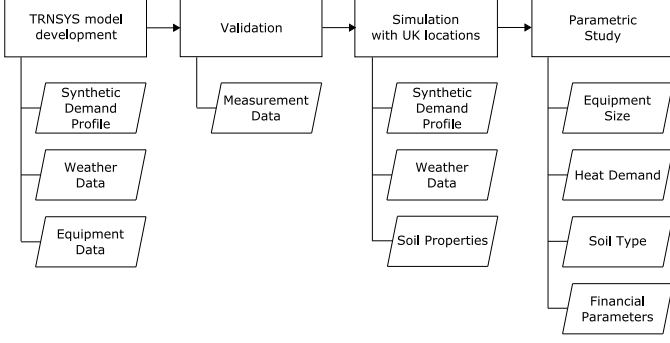 TRNSYS model
development
Validation
Simulation
with UK locations
Parametric
Study
Synthetic
Demand
Profile
Weather
Data
Equipment
Data
Measurement
Data
Synthetic
Demand
Profile
Weather
Data
Soil Properties
Equipment
Size
Heat Demand
Soil Type
Financial
Parameters